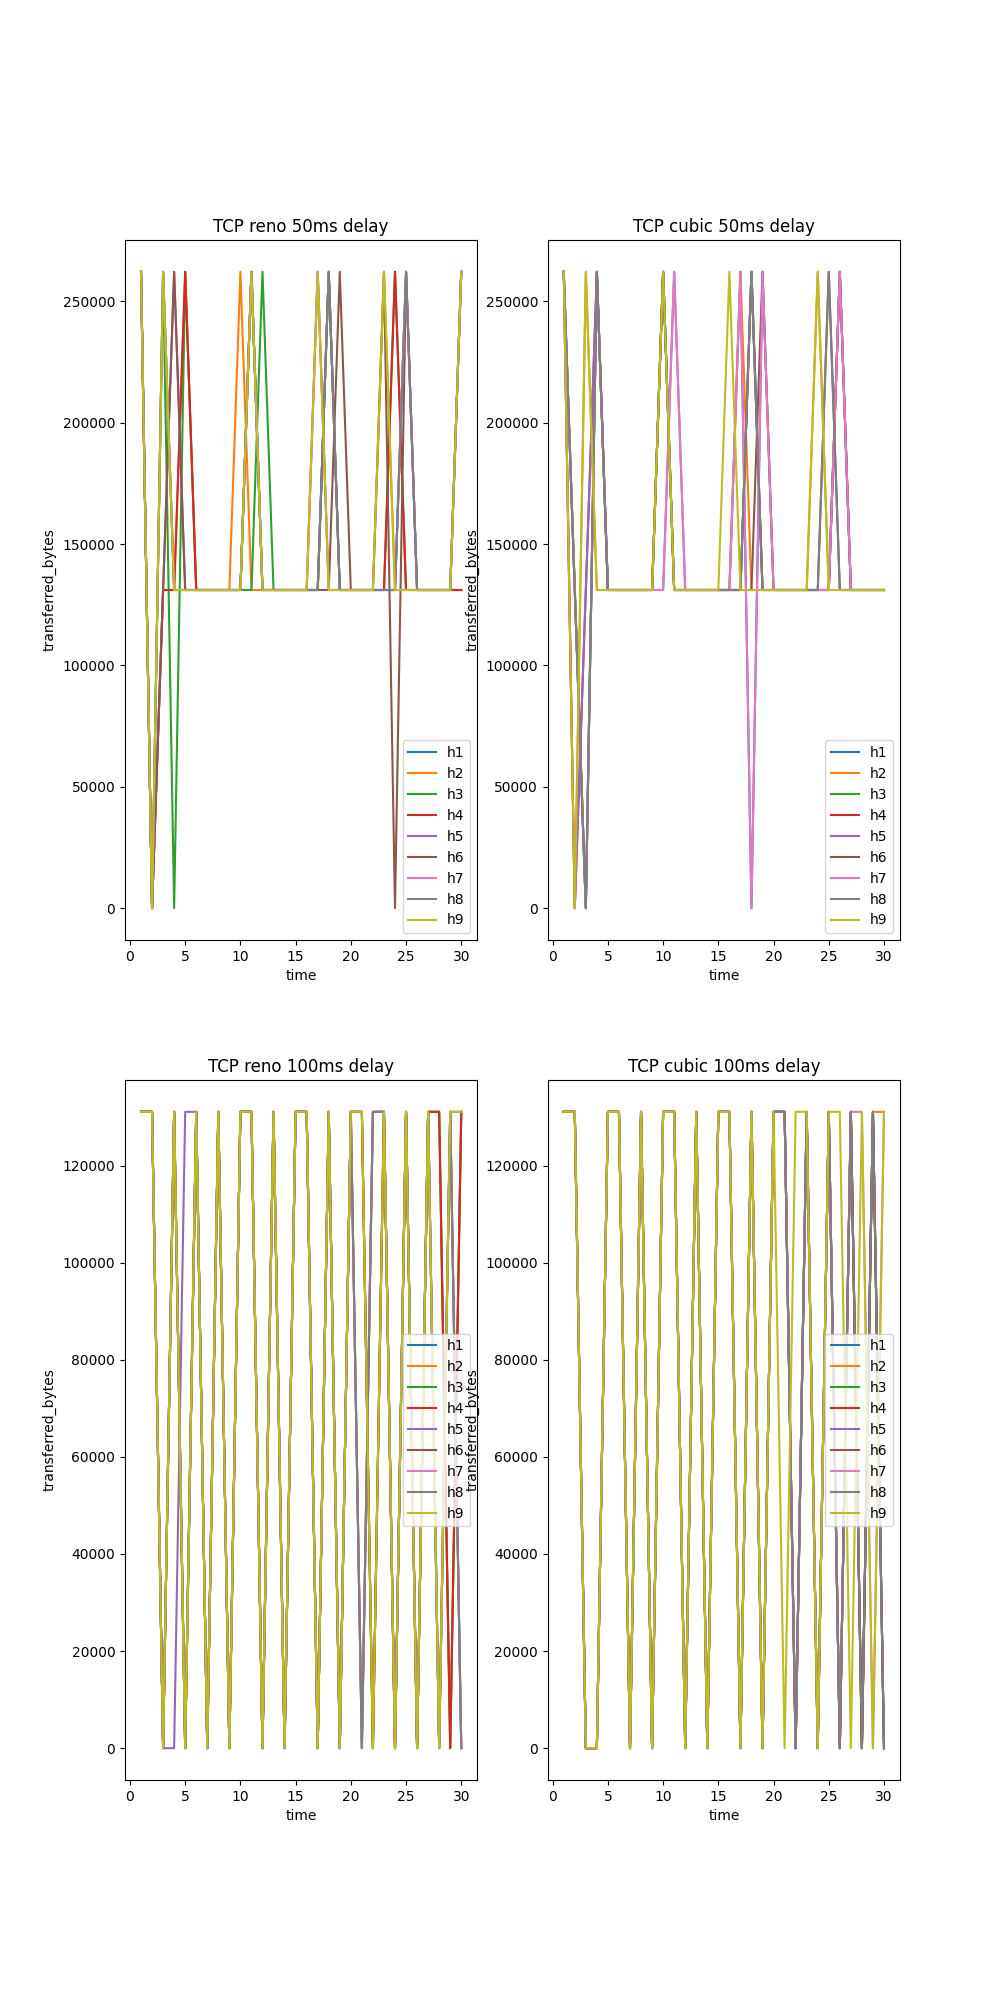 TCP reno 50ms delay
250000
200000
150000
100000
50000
0
transferred_bytes
0 5 10 15 20 25 30
time
h1
h2
h3
h4
h5
h6
h7
h8
h9
TCP cubic 50ms delay
250000
200000
150000
100000
50000
0
transferred_bytes
0 5 10 15 20 25 30
time
h1
h2
h3
h4
h5
h6
h7
h8
h9
TCP reno 100ms delay
120000
100000
80000
60000
40000
20000
0
transferred_bytes
0 5 10 15 20 25 30
time
h1
h2
h3
h4
h5
h6
h7
h8
h9
TCP cubic 100ms delay
120000
100000
80000
60000
40000
20000
0
transferred_bytes
0 5 10 15 20 25 30
time
h1
h2
h3
h4
h5
h6
h7
h8
h9